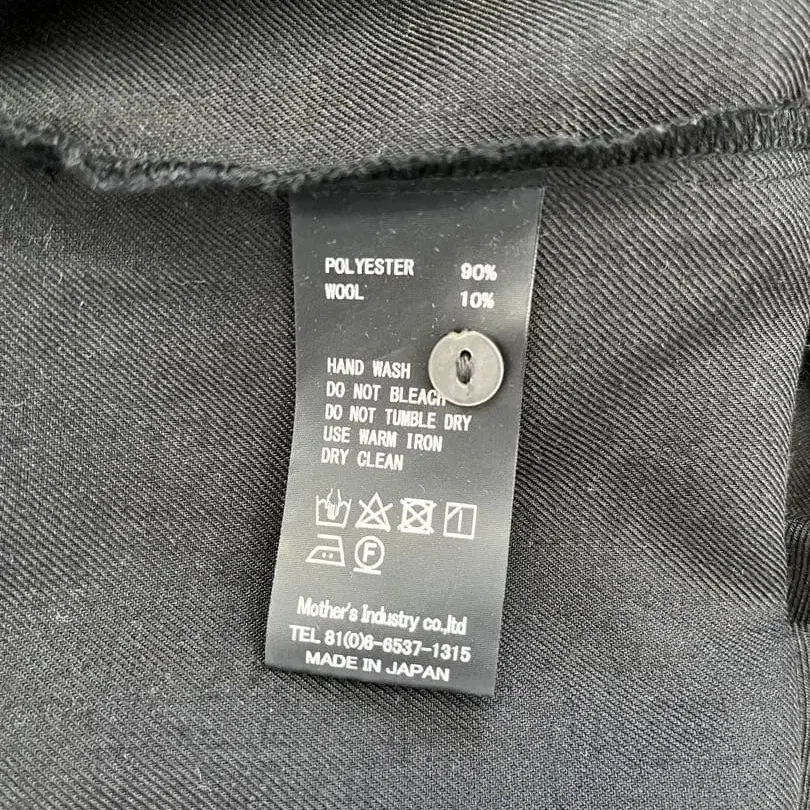 POLYESTER 90%
WOOL 10%
HAND WASH
DO NOT BLEACH
DO NOT TUMBLE DRY
USE WARM IRON
DRY CLEAN
F
Mother's Industry co.,ltd
TEL 81(0)6-6537-1315
MADE IN JAPAN